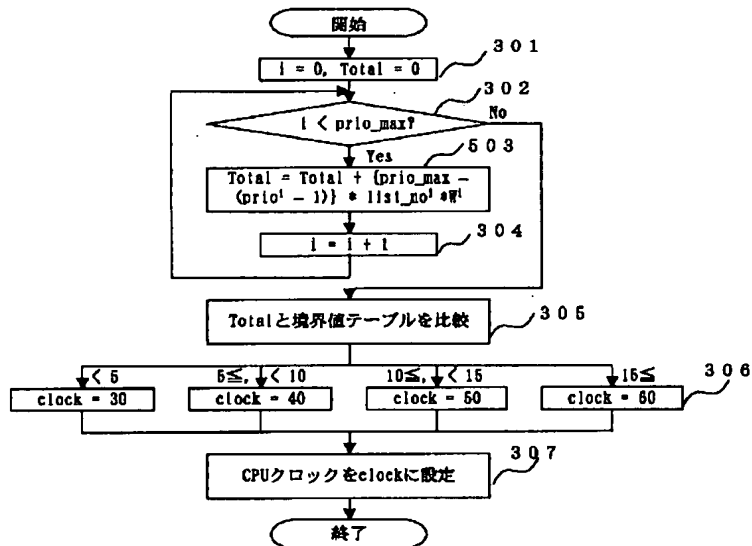 開始
301
i = 0, Total = 0
302
i < prio_max?
No
Yes
503
Total = Total + {prio_max -
(prioⁱ - 1)} * list_noⁱ *Wⁱ
304
i = i + 1
305
Totalと境界値テーブルを比較
< 5
5≦, < 10
10≦, < 15
15≦
306
clock = 30
clock = 40
clock = 50
clock = 60
307
CPUクロックをclockに設定
終了